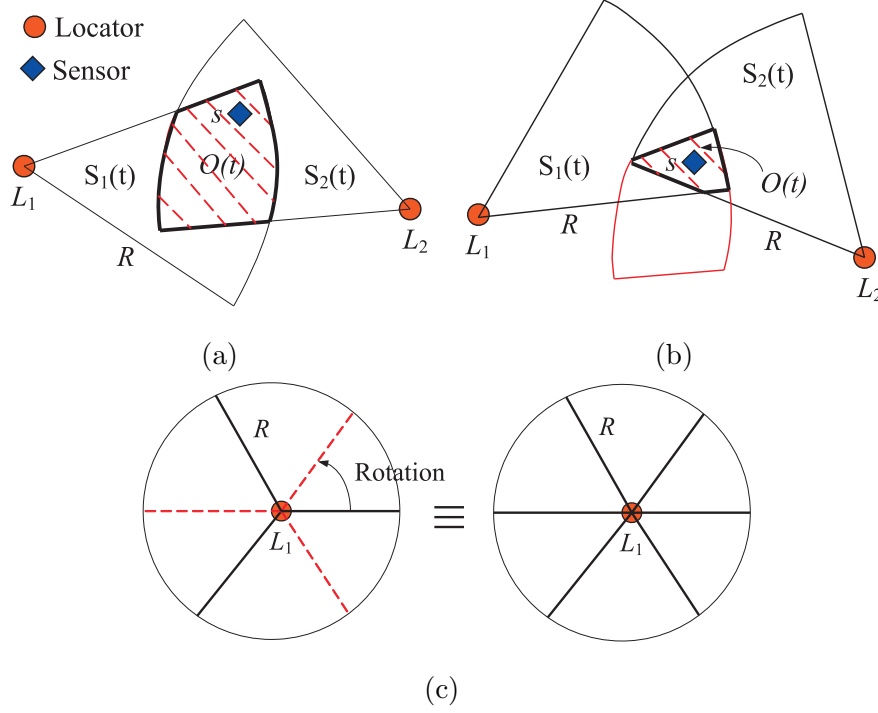 Locator
Sensor
S₁(t)
s
O(t)
S₂(t)
L₁
R
L₂
(a)
S₂(t)
S₁(t)
s
O(t)
L₁
R
R
L₂
(b)
R
Rotation
L₁
≡
R
L₁
(c)